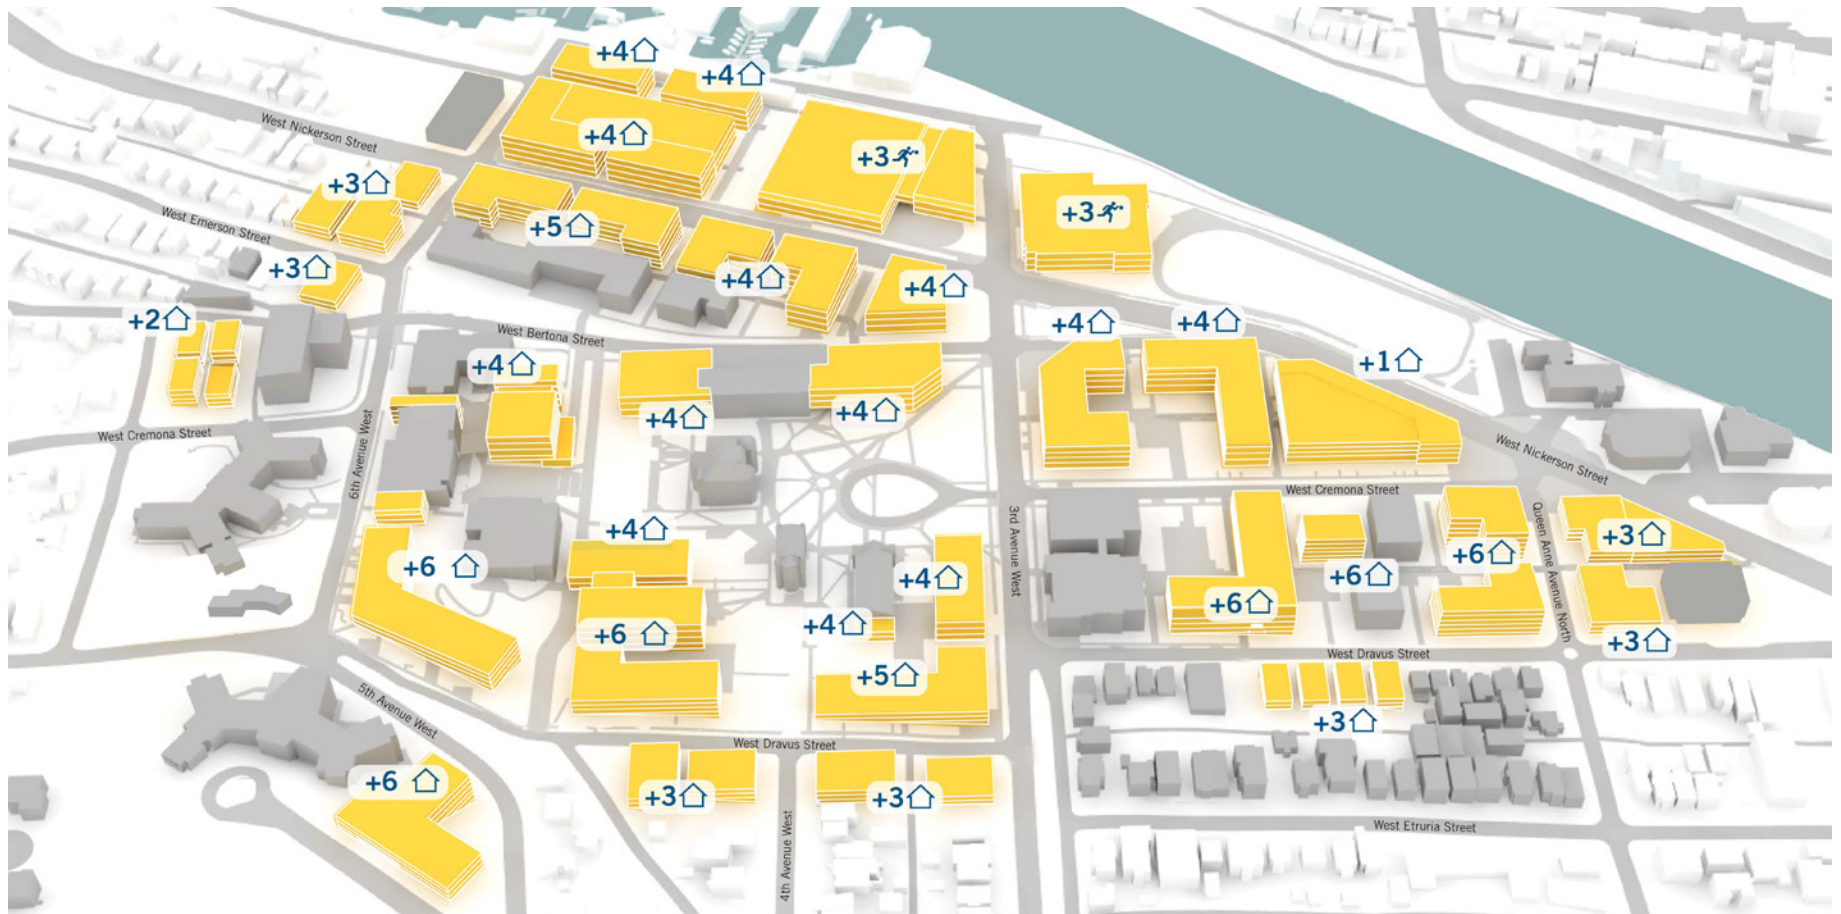 +4
+4
West Nickerson Street
+4
+3
+3
+3
West Emerson Street
+5
+3
+4
+4
+2
West Bertona Street
+4
+4
+1
+4
+4
+4
West Cremona Street
6th Avenue West
West Nickerson Street
West Cremona Street
3rd Avenue West
Queen Anne Avenue North
+4
+3
+6
+4
+6
+6
+6
+4
+6
+3
West Dravus Street
+5
5th Avenue West
+3
West Dravus Street
+6
+3
+3
4th Avenue West
West Etruria Street